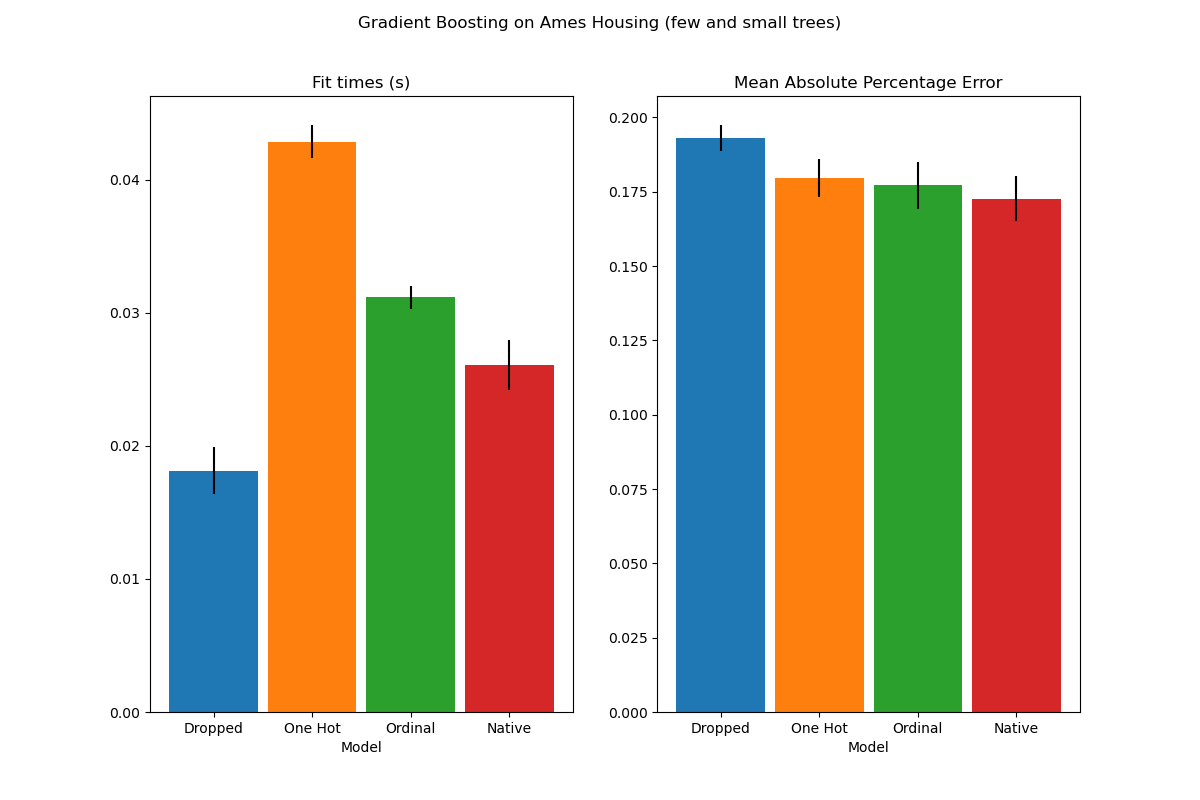 Gradient Boosting on Ames Housing (few and small trees)
Fit times (s)
0.04
0.03
0.02
0.01
0.00
Dropped One Hot Ordinal Native
Model
Mean Absolute Percentage Error
0.200
0.175
0.150
0.125
0.100
0.075
0.050
0.025
0.000
Dropped One Hot Ordinal Native
Model